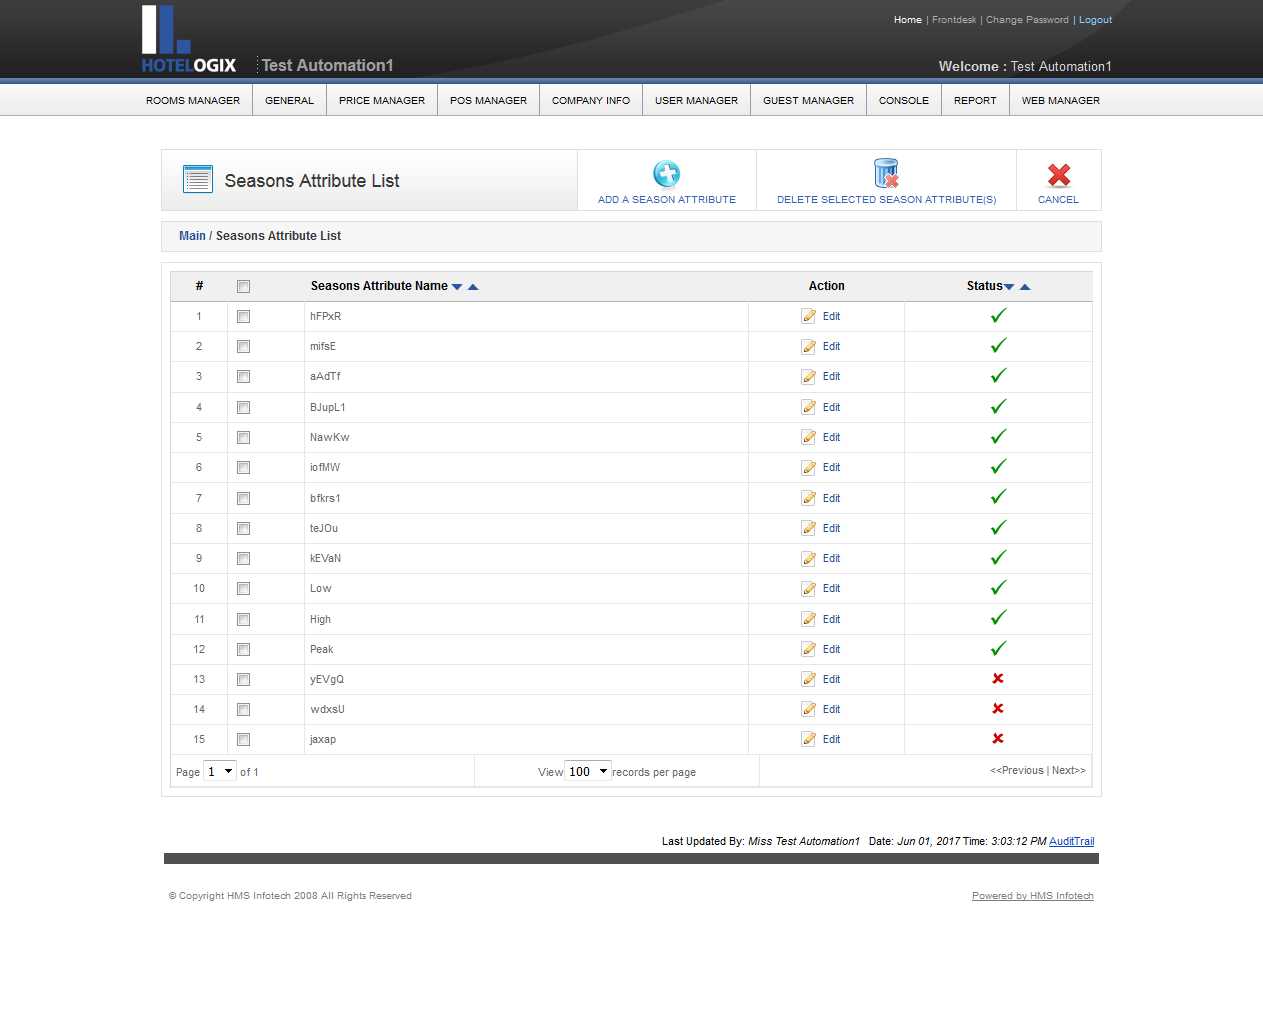 Home | Frontdesk | Change Password | Logout
HOTELOGIX Test Automation1
Welcome : Test Automation1
ROOMS MANAGER GENERAL PRICE MANAGER POS MANAGER COMPANY INFO USER MANAGER GUEST MANAGER CONSOLE REPORT WEB MANAGER
Seasons Attribute List ADD A SEASON ATTRIBUTE DELETE SELECTED SEASON ATTRIBUTE(S) CANCEL
Main / Seasons Attribute List
# Seasons Attribute Name Action Status
1 hFPxR Edit
2 mifsE Edit
3 aAdTf Edit
4 BJupL1 Edit
5 NawKw Edit
6 iofMW Edit
7 bfkrs1 Edit
8 teJOu Edit
9 kEVaN Edit
10 Low Edit
11 High Edit
12 Peak Edit
13 yEVgQ Edit
14 wdxsU Edit
15 jaxap Edit
Page 1 of 1 View 100 records per page <<Previous | Next>>
Last Updated By: Miss Test Automation1 Date: Jun 01, 2017 Time: 3:03:12 PM AuditTrail
© Copyright HMS Infotech 2008 All Rights Reserved Powered by HMS Infotech